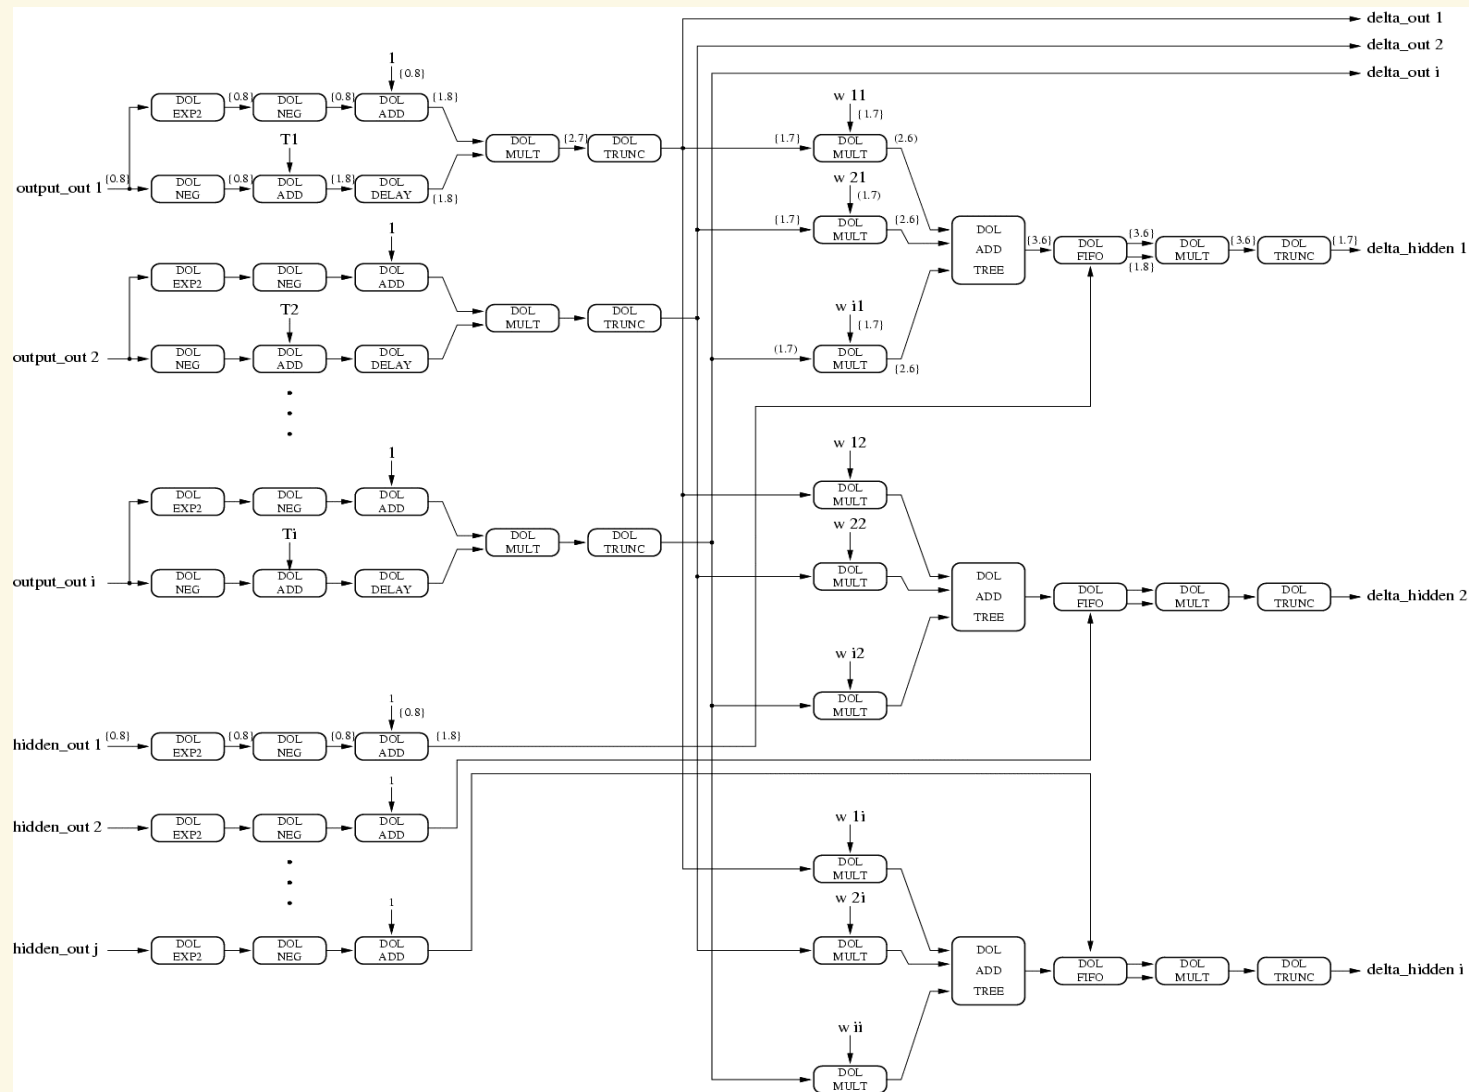 delta_out 1
delta_out 2
delta_out i
1
{0.8}
DOL EXP2
{0.8}
DOL NEG
{0.8}
DOL ADD
{1.8}
T1
DOL MULT
{2.7}
DOL TRUNC
output_out 1
{0.8}
DOL NEG
{0.8}
DOL ADD
{1.8}
DOL DELAY
{1.8}
w 11
{1.7}
{1.7}
DOL MULT
(2.6)
w 21
(1.7)
{1.7}
DOL MULT
{2.6}
DOL ADD TREE
{3.6}
DOL FIFO
{3.6}
{1.8}
DOL MULT
{3.6}
DOL TRUNC
{1.7}
delta_hidden 1
w i1
{1.7}
(1.7)
DOL MULT
{2.6}
1
DOL EXP2
DOL NEG
DOL ADD
T2
DOL MULT
DOL TRUNC
output_out 2
DOL NEG
DOL ADD
DOL DELAY
1
DOL EXP2
DOL NEG
DOL ADD
Ti
DOL MULT
DOL TRUNC
output_out i
DOL NEG
DOL ADD
DOL DELAY
w 12
DOL MULT
w 22
DOL MULT
DOL ADD TREE
DOL FIFO
DOL MULT
DOL TRUNC
delta_hidden 2
w i2
DOL MULT
1
{0.8}
hidden_out 1
{0.8}
DOL EXP2
{0.8}
DOL NEG
{0.8}
DOL ADD
{1.8}
1
hidden_out 2
DOL EXP2
DOL NEG
DOL ADD
1
hidden_out j
DOL EXP2
DOL NEG
DOL ADD
w 1i
DOL MULT
w 2i
DOL MULT
DOL ADD TREE
DOL FIFO
DOL MULT
DOL TRUNC
delta_hidden i
w ii
DOL MULT